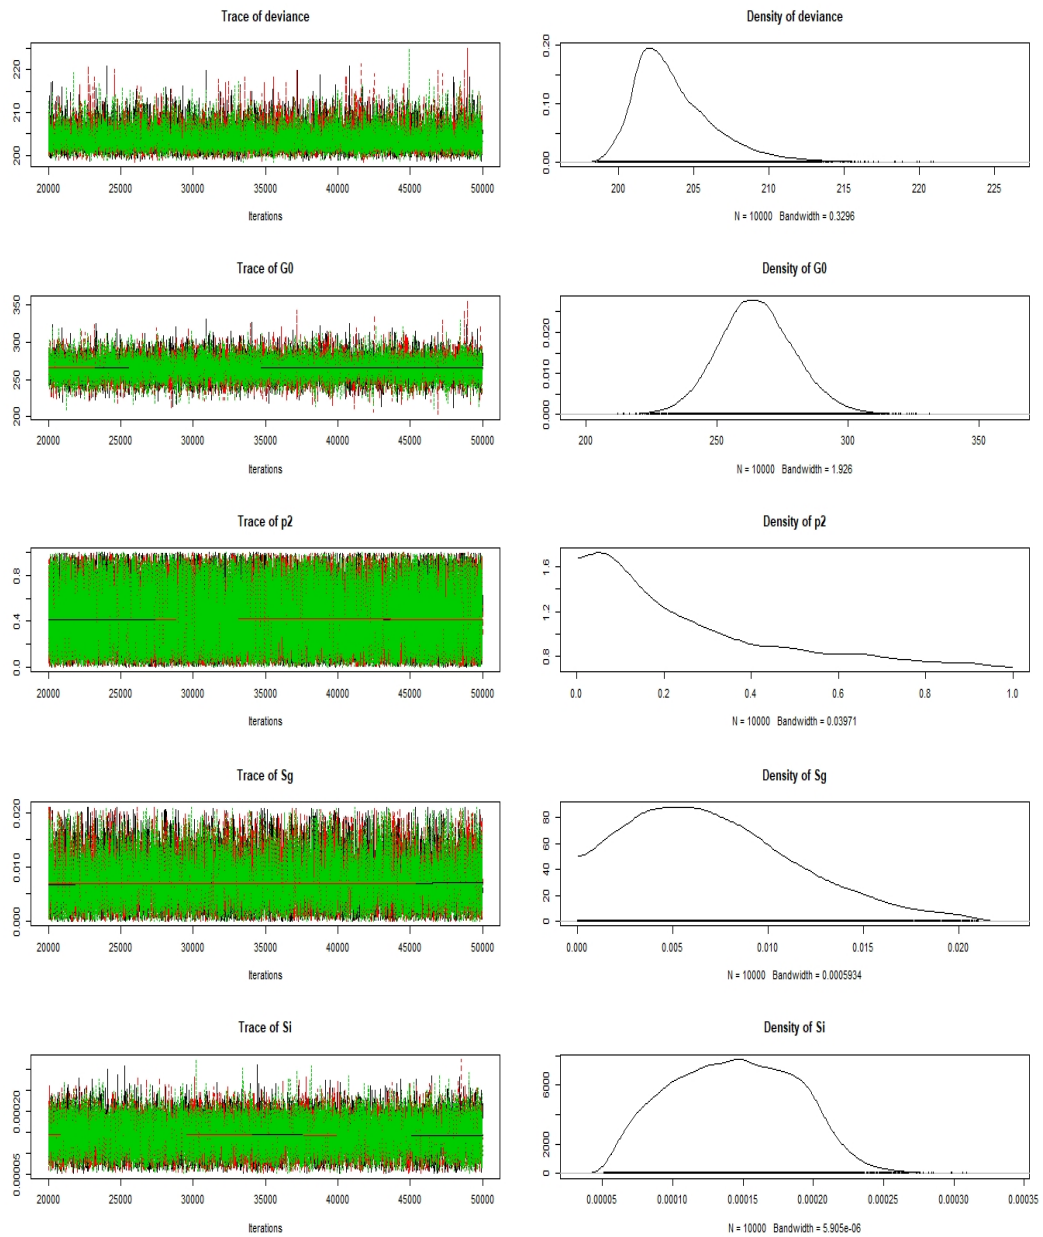 Trace of deviance
Density of deviance
200 210 220
20000 25000 30000 35000 40000 45000 50000
Iterations
0.00 0.10 0.20
200 205 210 215 220 225
N = 10000 Bandwidth = 0.3296
Trace of G0
Density of G0
200 250 300 350
20000 25000 30000 35000 40000 45000 50000
Iterations
0.000 0.010 0.020
200 250 300 350
N = 10000 Bandwidth = 1.926
Trace of p2
Density of p2
0.0 0.4 0.8
20000 25000 30000 35000 40000 45000 50000
Iterations
0.8 1.2 1.6
0.0 0.2 0.4 0.6 0.8 1.0
N = 10000 Bandwidth = 0.03971
Trace of Sg
Density of Sg
0.000 0.010 0.020
20000 25000 30000 35000 40000 45000 50000
Iterations
0 20 40 60 80
0.000 0.005 0.010 0.015 0.020
N = 10000 Bandwidth = 0.0005934
Trace of Si
Density of Si
0.00005 0.00020
20000 25000 30000 35000 40000 45000 50000
Iterations
0 2000 6000
0.00005 0.00010 0.00015 0.00020 0.00025 0.00030 0.00035
N = 10000 Bandwidth = 5.905e-06